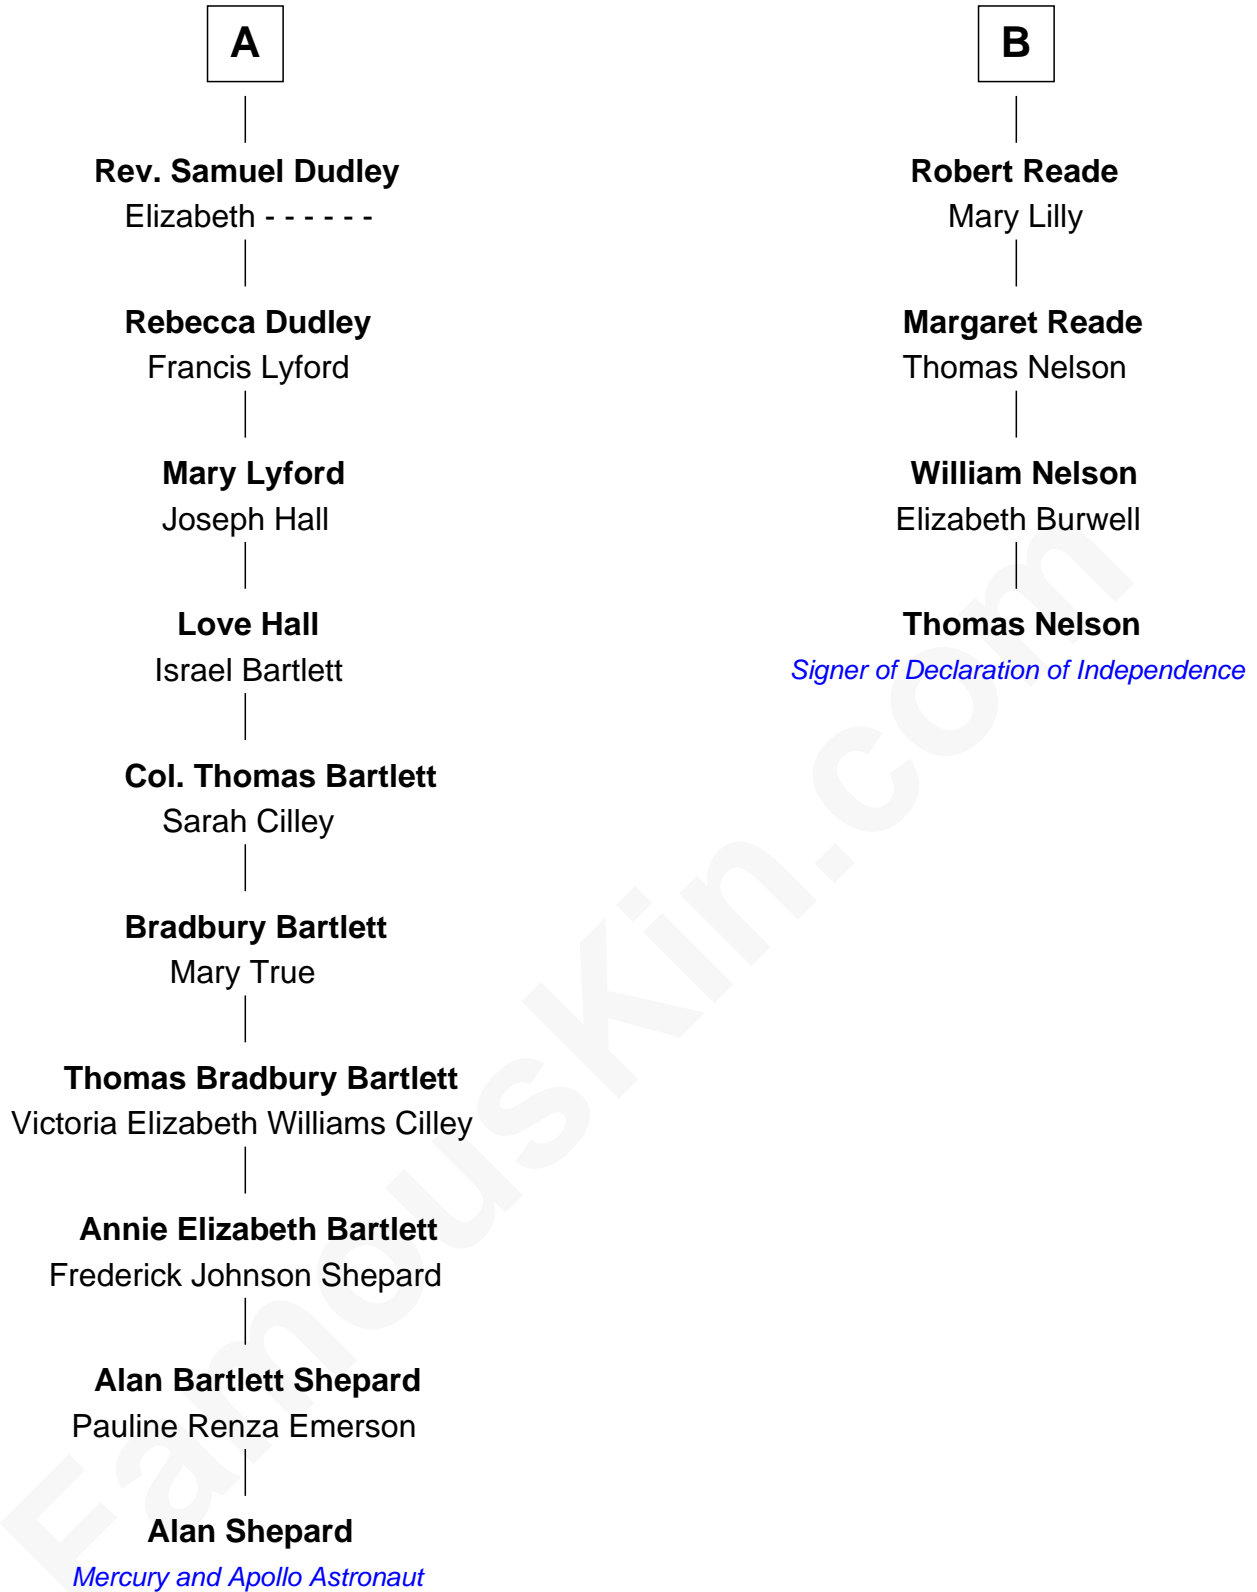 A
Rev. Samuel Dudley
Elizabeth - - - - - -
Rebecca Dudley
Francis Lyford
Mary Lyford
Joseph Hall
Love Hall
Israel Bartlett
Col. Thomas Bartlett
Sarah Cilley
Bradbury Bartlett
Mary True
Thomas Bradbury Bartlett
Victoria Elizabeth Williams Cilley
Annie Elizabeth Bartlett
Frederick Johnson Shepard
Alan Bartlett Shepard
Pauline Renza Emerson
Alan Shepard
Mercury and Apollo Astronaut
B
Robert Reade
Mary Lilly
Margaret Reade
Thomas Nelson
William Nelson
Elizabeth Burwell
Thomas Nelson
Signer of Declaration of Independence
FamousKin.com